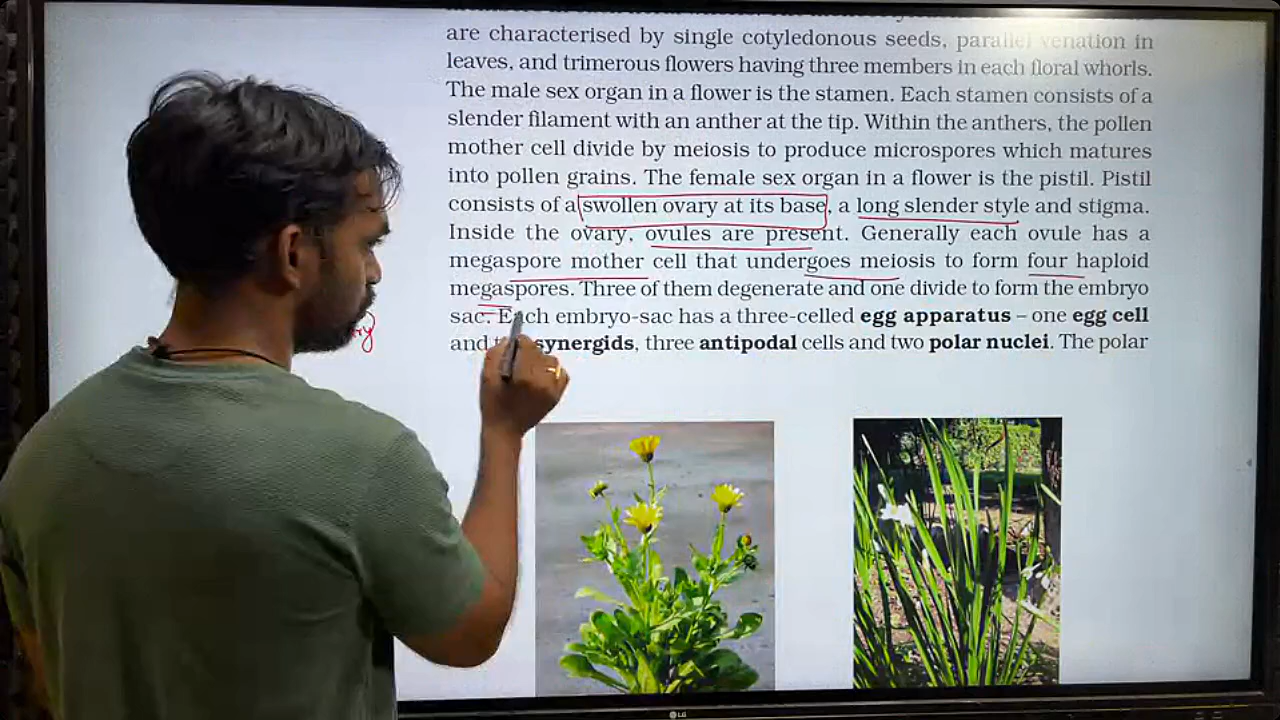 are characterised by single cotyledonous seeds, parallel venation in
leaves, and trimerous flowers having three members in each floral whorls.
The male sex organ in a flower is the stamen. Each stamen consists of a
slender filament with an anther at the tip. Within the anthers, the pollen
mother cell divide by meiosis to produce microspores which matures
into pollen grains. The female sex organ in a flower is the pistil. Pistil
consists of a swollen ovary at its base, a long slender style and stigma.
Inside the ovary, ovules are present. Generally each ovule has a
megaspore mother cell that undergoes meiosis to form four haploid
megaspores. Three of them degenerate and one divide to form the embryo
sac. Each embryo-sac has a three-celled egg apparatus – one egg cell
and synergids, three antipodal cells and two polar nuclei. The polar
LG